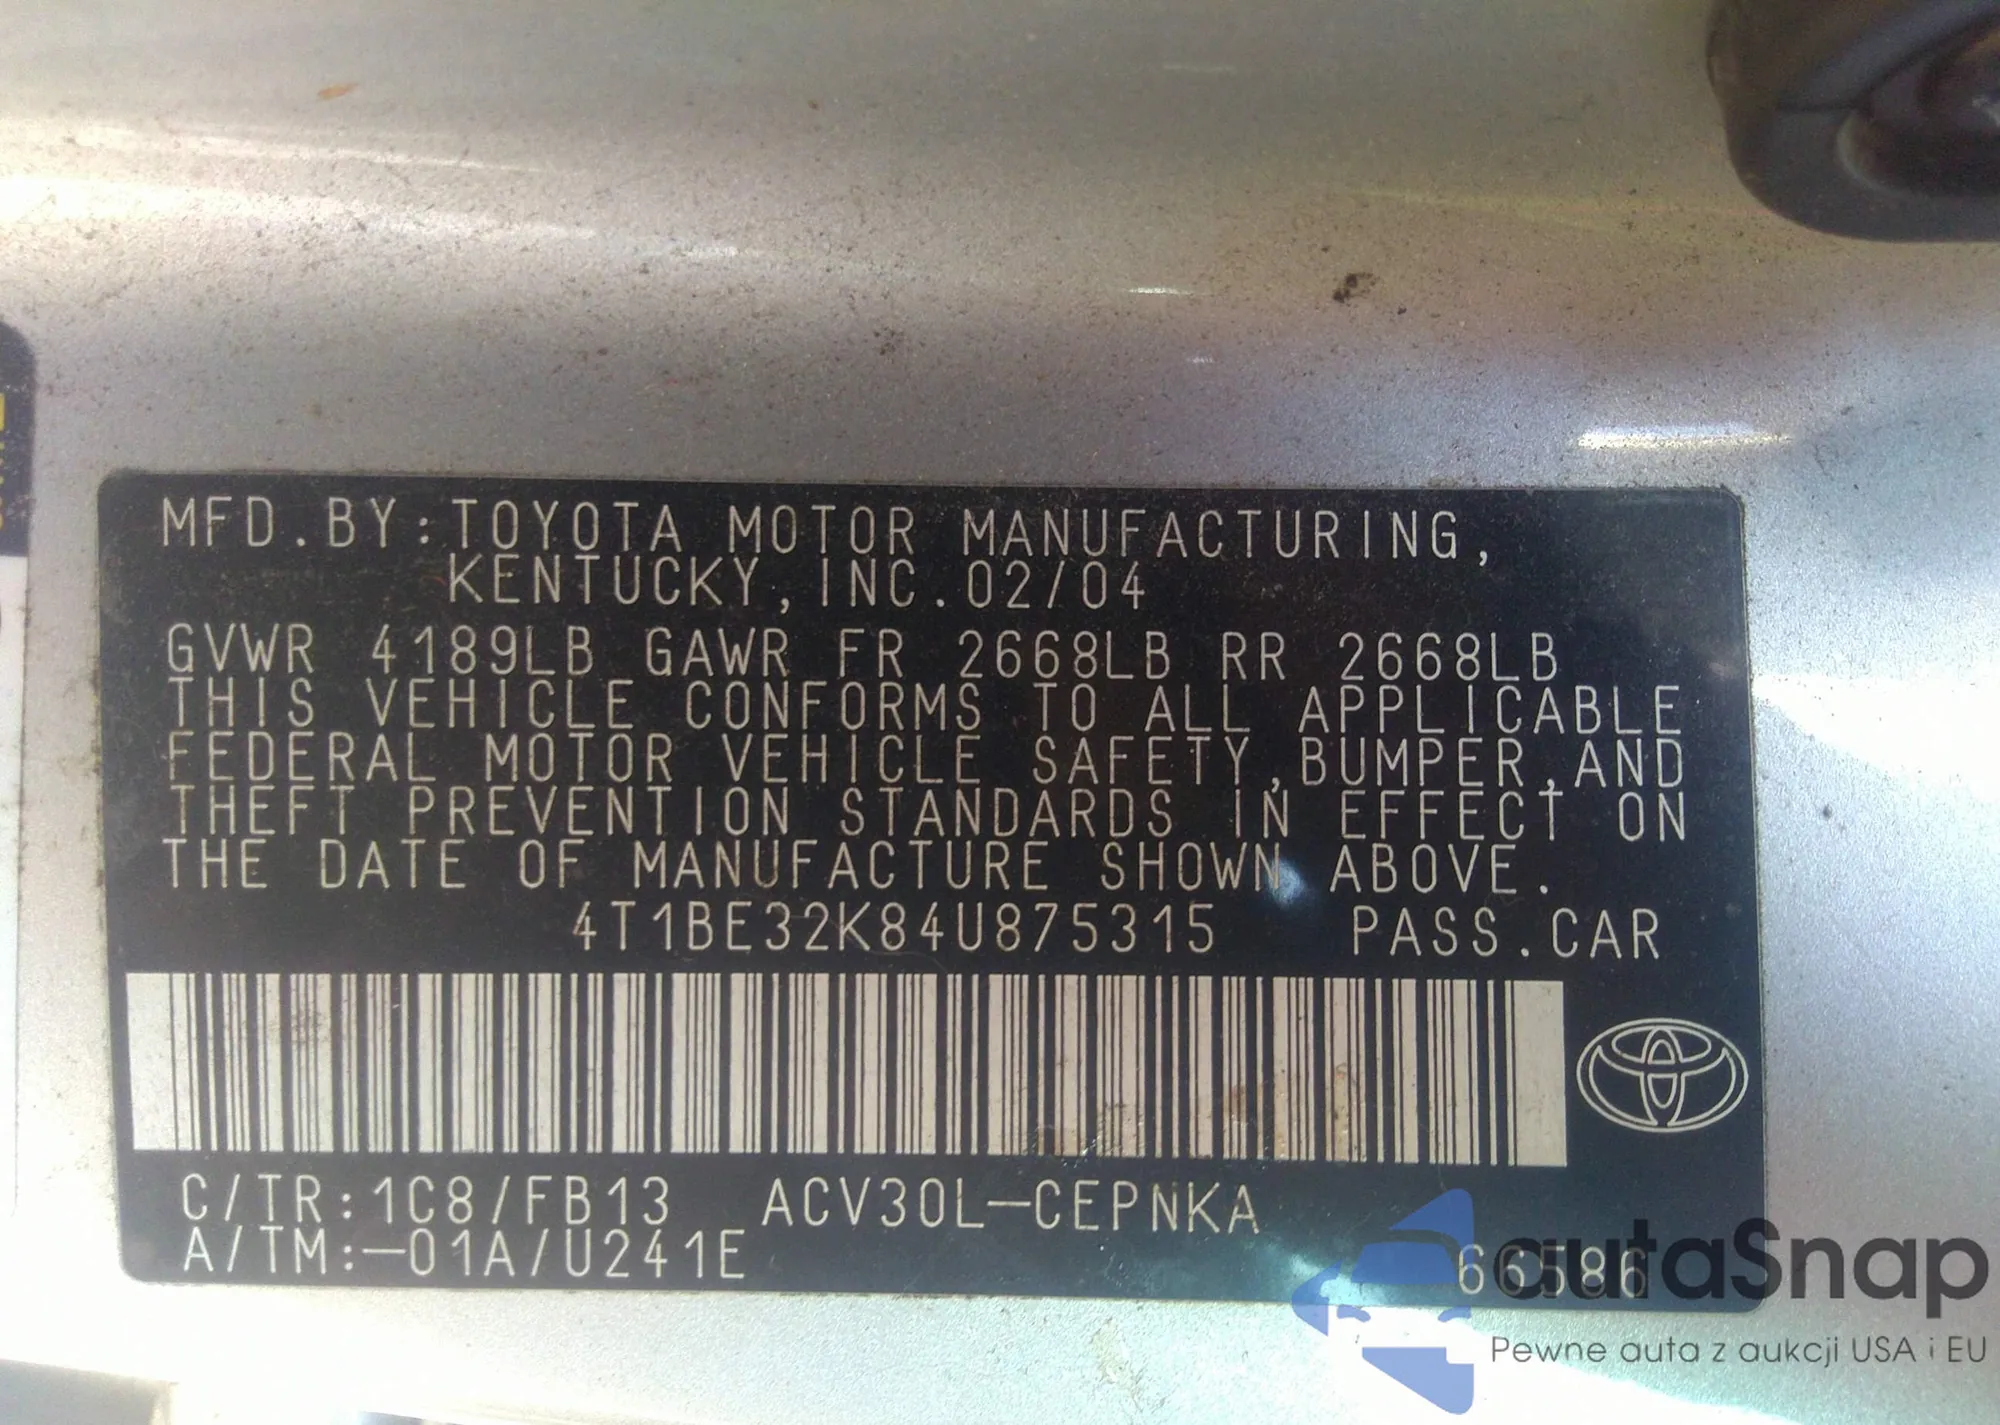 MFD.BY:TOYOTA MOTOR MANUFACTURING,
KENTUCKY,INC.02/04
GVWR 4189LB GAWR FR 2668LB RR 2668LB
THIS VEHICLE CONFORMS TO ALL APPLICABLE
FEDERAL MOTOR VEHICLE SAFETY,BUMPER,AND
THEFT PREVENTION STANDARDS IN EFFECT ON
THE DATE OF MANUFACTURE SHOWN ABOVE.
4T1BE32K84U875315 PASS.CAR
C/TR:1C8/FB13 ACV30L-CEPNKA
A/TM:-01A/U241E 66586
autaSnap
Pewne auta z aukcji USA i EU